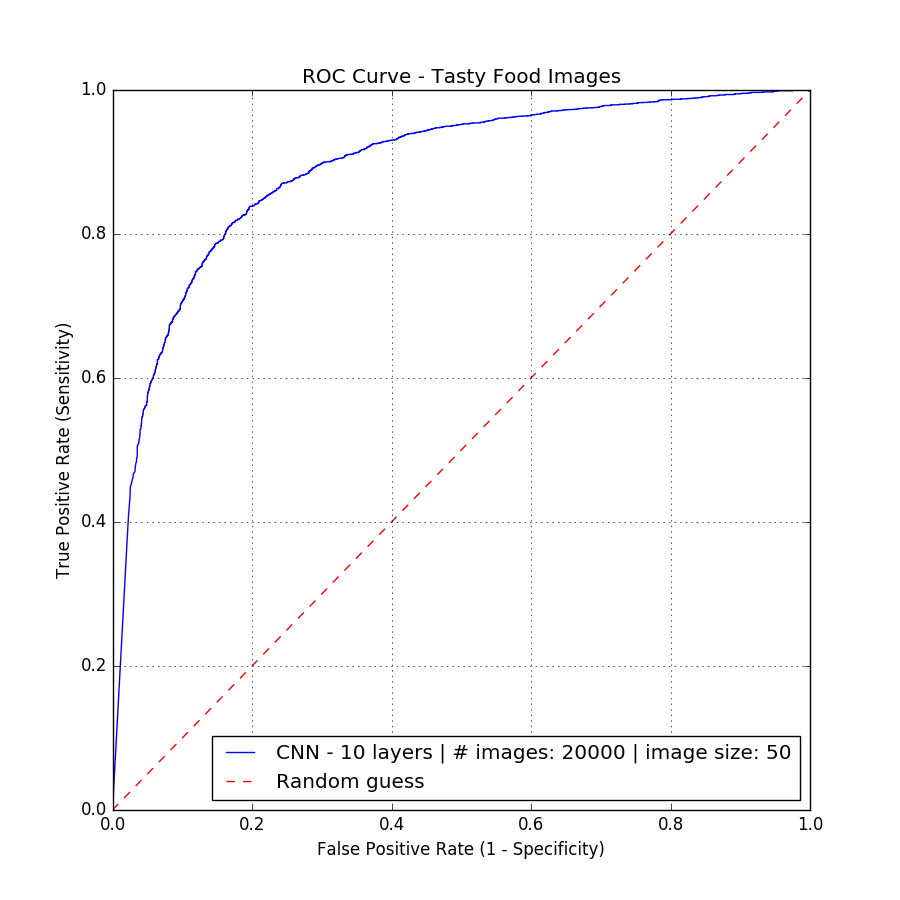 ROC Curve - Tasty Food Images
1.0
0.8
0.6
0.4
0.2
0.0
True Positive Rate (Sensitivity)
CNN - 10 layers | # images: 20000 | image size: 50
Random guess
0.0 0.2 0.4 0.6 0.8 1.0
False Positive Rate (1 - Specificity)